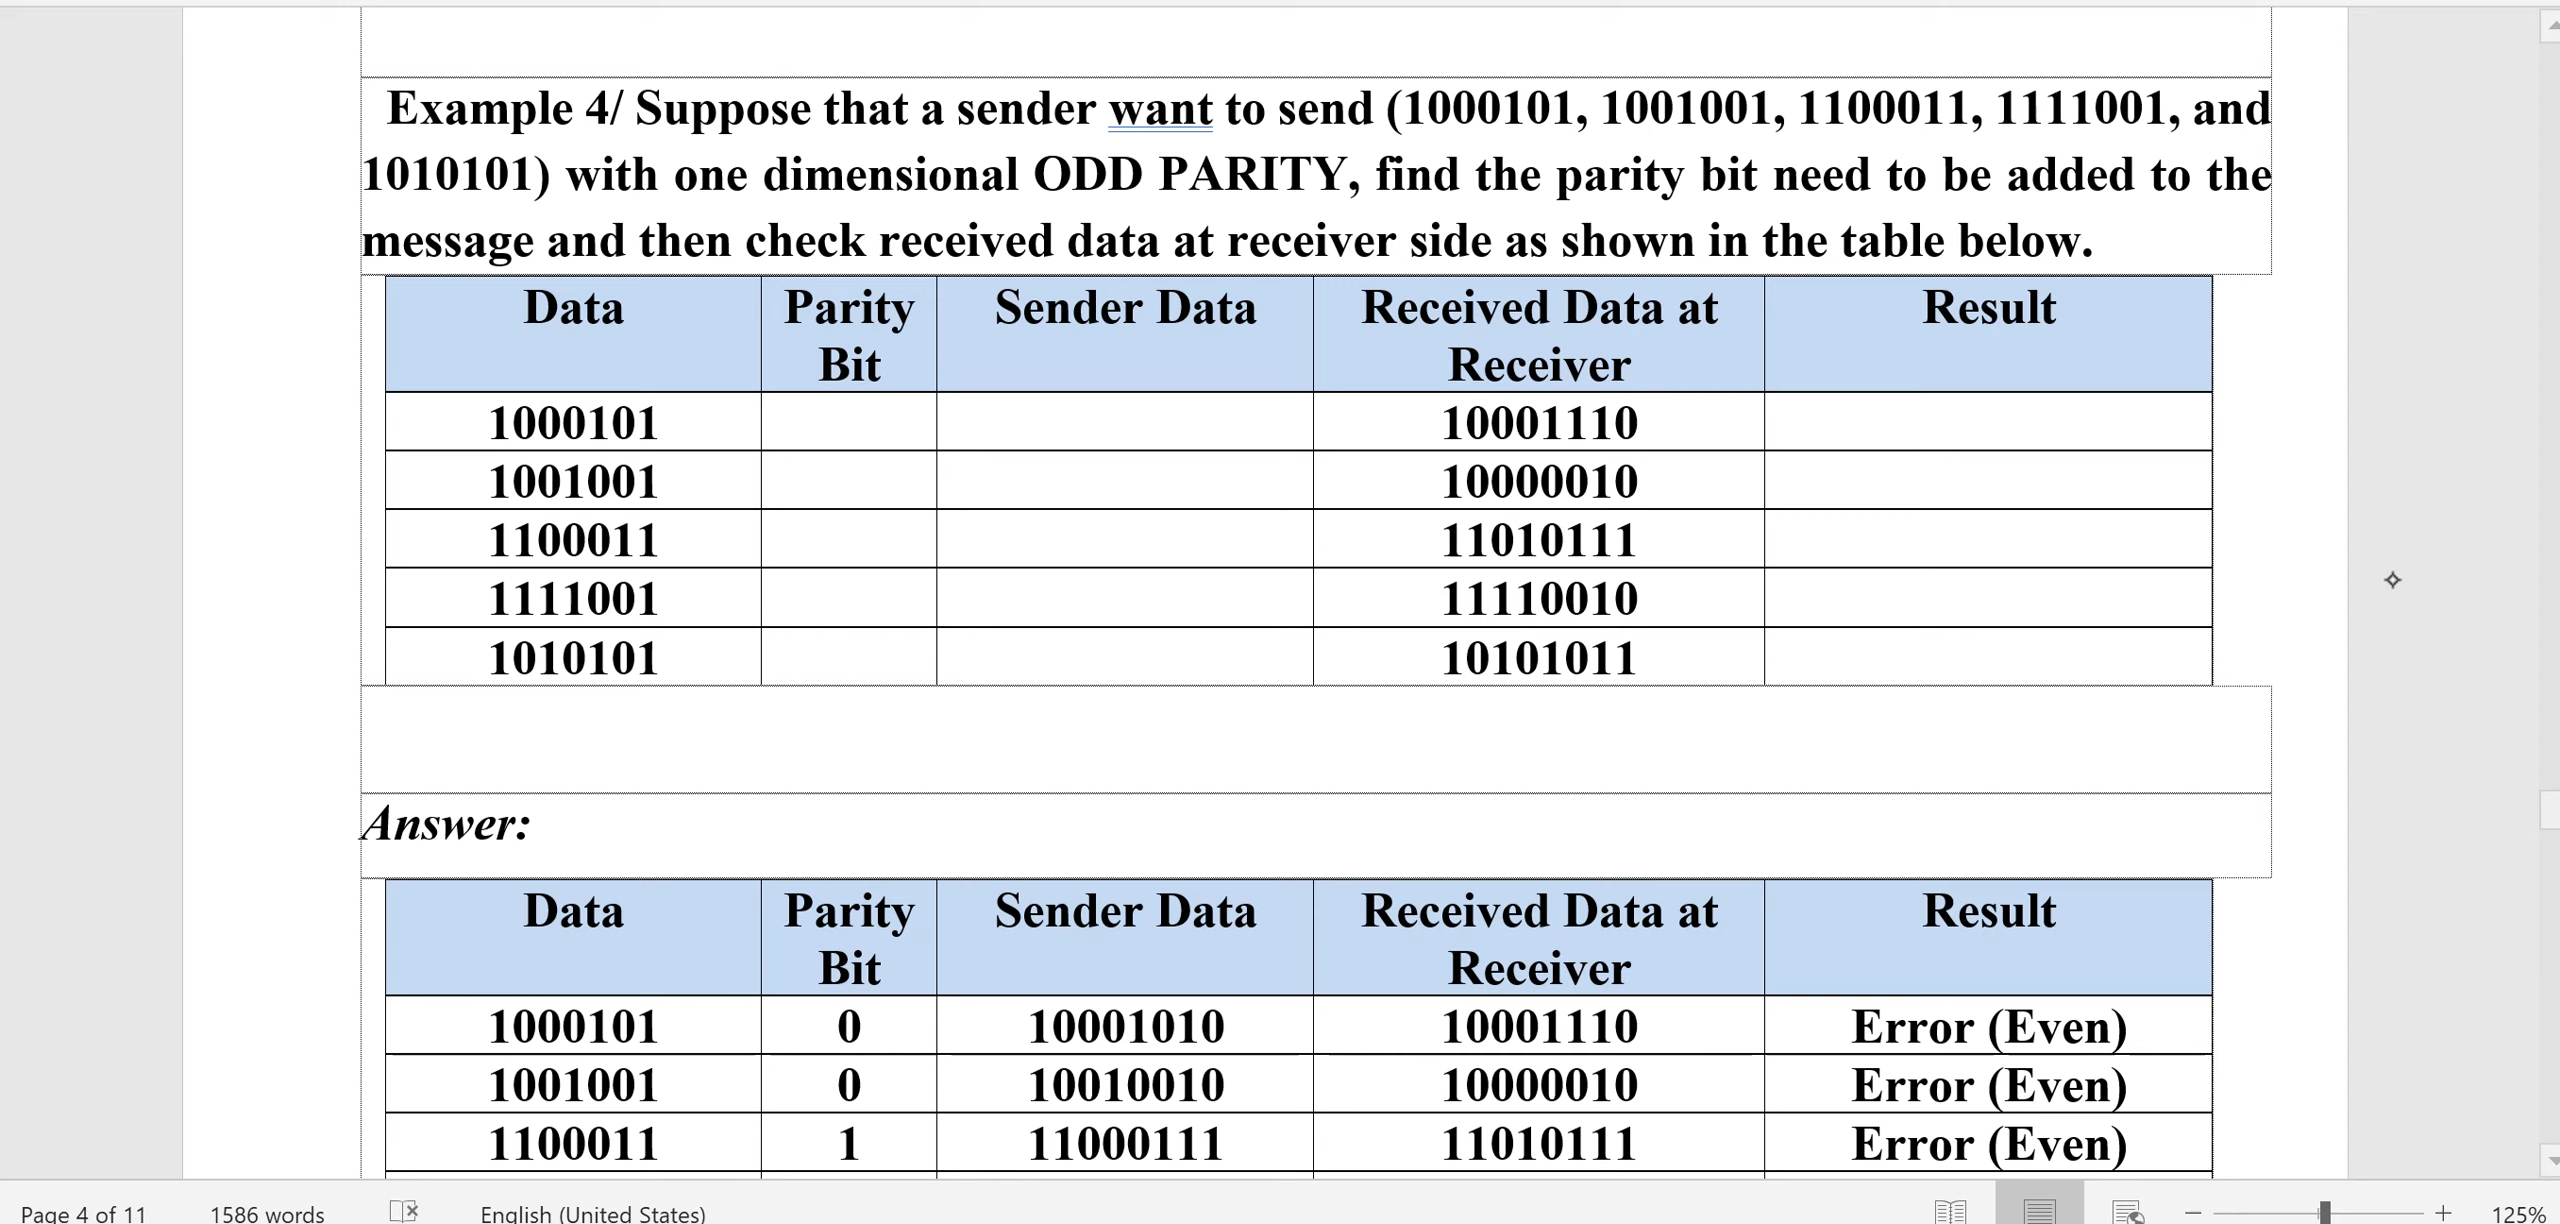 Example 4/ Suppose that a sender want to send (1000101, 1001001, 1100011, 1111001, and
1010101) with one dimensional ODD PARITY, find the parity bit need to be added to the
message and then check received data at receiver side as shown in the table below.
Data Parity Bit Sender Data Received Data at Receiver Result
1000101 10001110
1001001 10000010
1100011 11010111
1111001 11110010
1010101 10101011
Answer:
Data Parity Bit Sender Data Received Data at Receiver Result
1000101 0 10001010 10001110 Error (Even)
1001001 0 10010010 10000010 Error (Even)
1100011 1 11000111 11010111 Error (Even)
Page 4 of 11 1586 words English (United States) 125%